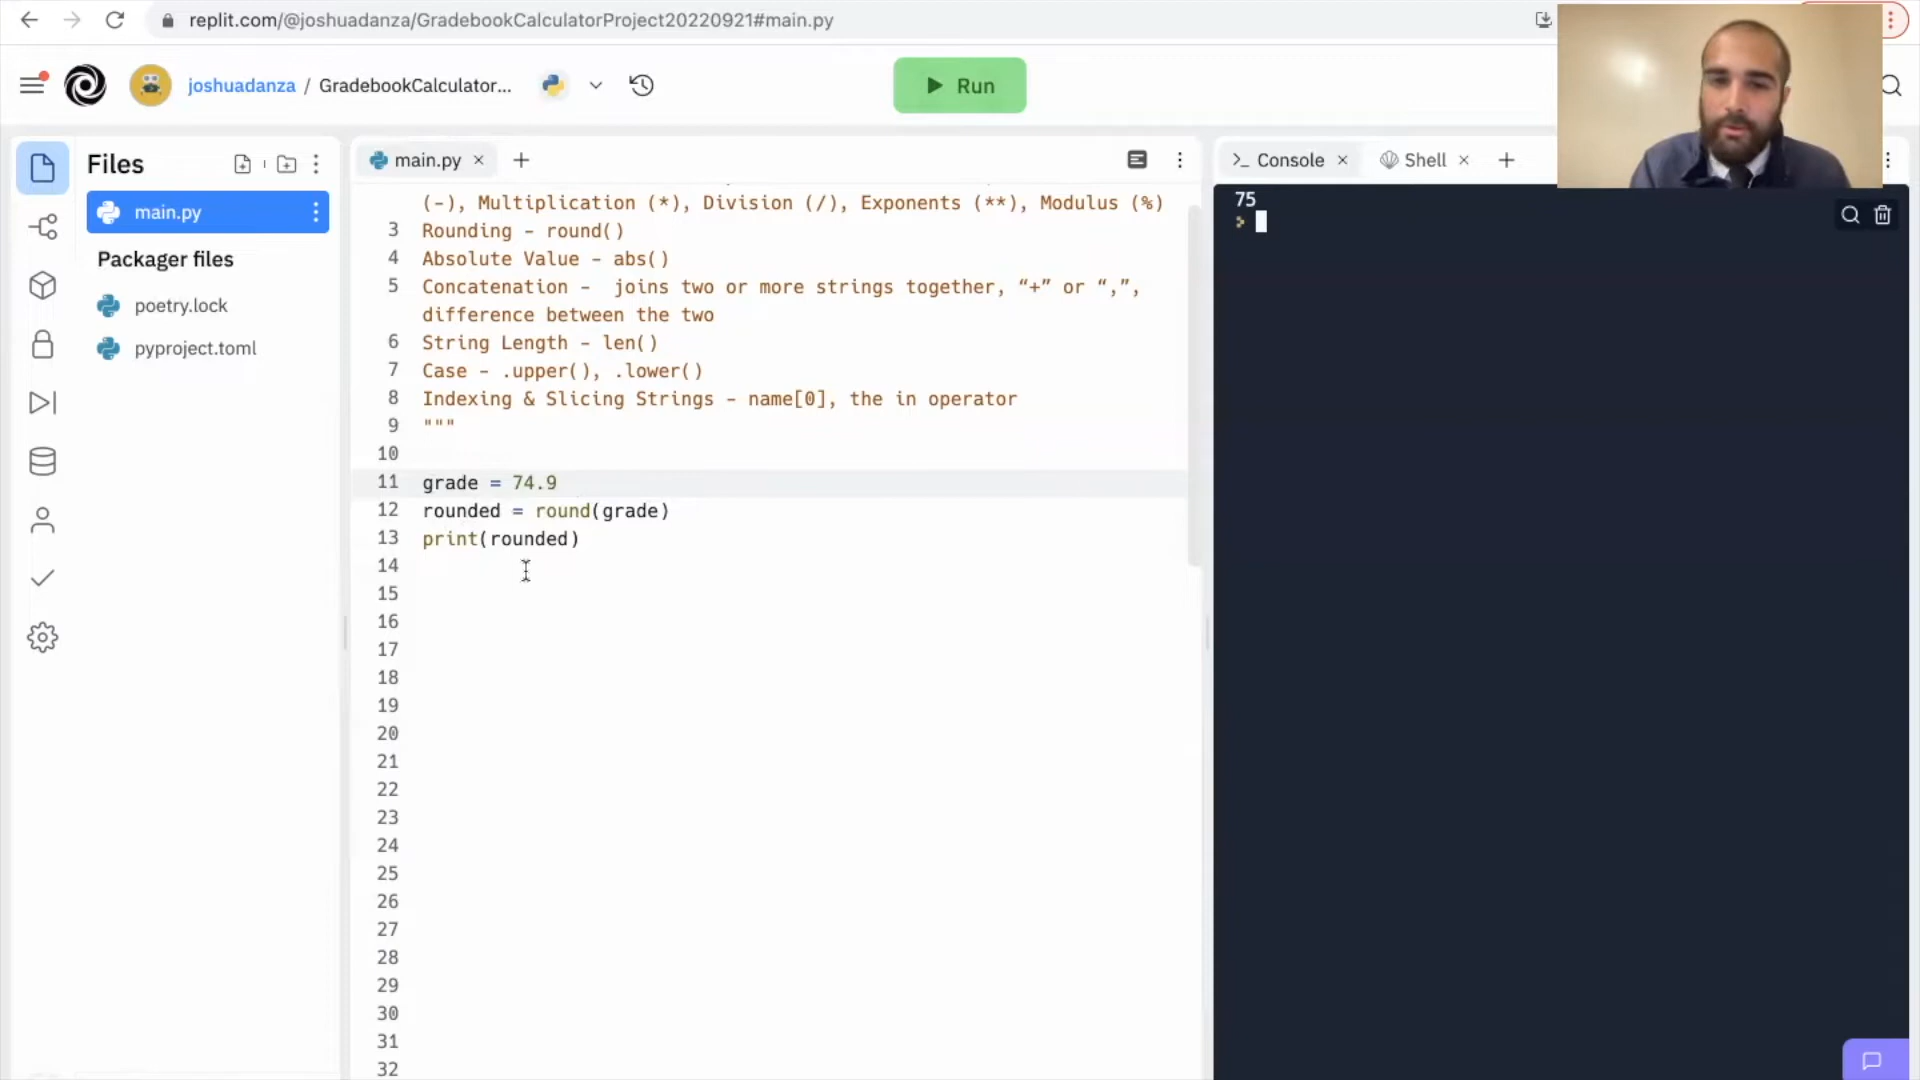 replit.com/@joshuadanza/GradebookCalculatorProject20220921#main.py
joshuadanza / GradebookCalculator...
Run
Files
main.py
Packager files
poetry.lock
pyproject.toml
main.py
(-), Multiplication (*), Division (/), Exponents (**), Modulus (%)
3 Rounding - round()
4 Absolute Value - abs()
5 Concatenation -  joins two or more strings together, “+” or “,”,
difference between the two
6 String Length - len()
7 Case - .upper(), .lower()
8 Indexing & Slicing Strings - name[0], the in operator
9 """
10
11 grade = 74.9
12 rounded = round(grade)
13 print(rounded)
14
15
16
17
18
19
20
21
22
23
24
25
26
27
28
29
30
31
32
Console
Shell
75